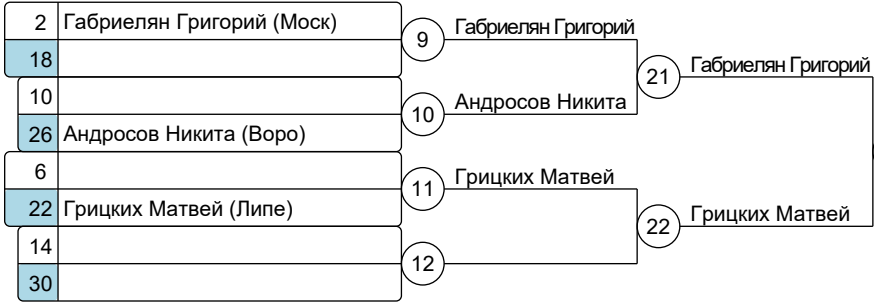 2 Габриелян Григорий (Моск)
9 Габриелян Григорий
18
21 Габриелян Григорий
10
10 Андросов Никита
26 Андросов Никита (Воро)
6
11 Грицких Матвей
22 Грицких Матвей (Липе)
22 Грицких Матвей
14
12
30